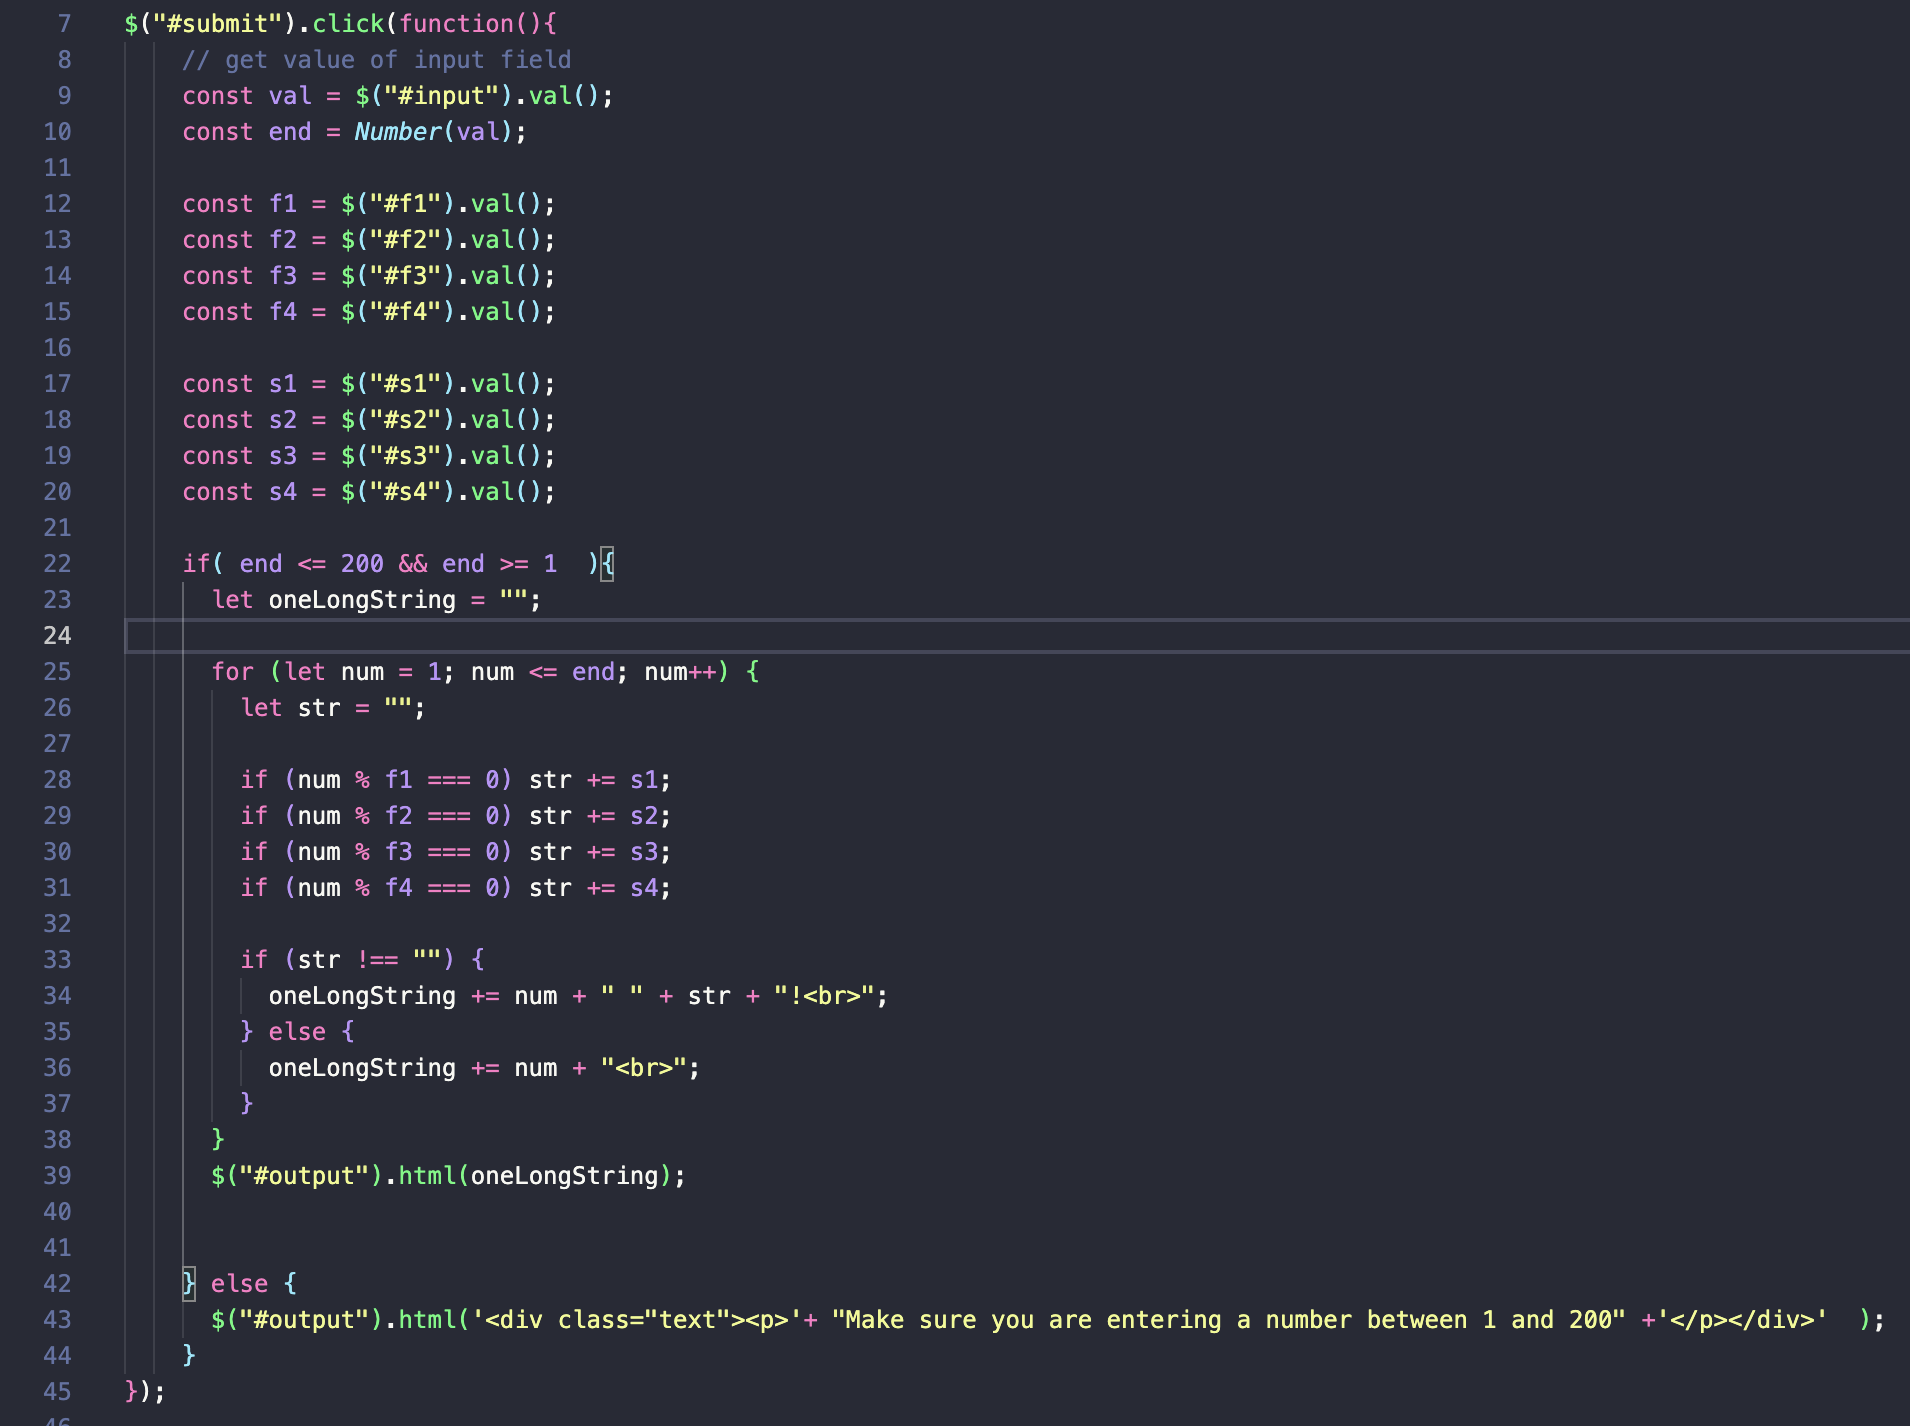 7 $("#submit").click(function(){
8 // get value of input field
9 const val = $("#input").val();
10 const end = Number(val);
11
12 const f1 = $("#f1").val();
13 const f2 = $("#f2").val();
14 const f3 = $("#f3").val();
15 const f4 = $("#f4").val();
16
17 const s1 = $("#s1").val();
18 const s2 = $("#s2").val();
19 const s3 = $("#s3").val();
20 const s4 = $("#s4").val();
21
22 if( end <= 200 && end >= 1  ){
23 let oneLongString = "";
24
25 for (let num = 1; num <= end; num++) {
26 let str = "";
27
28 if (num % f1 === 0) str += s1;
29 if (num % f2 === 0) str += s2;
30 if (num % f3 === 0) str += s3;
31 if (num % f4 === 0) str += s4;
32
33 if (str !== "") {
34 oneLongString += num + " " + str + "!<br>";
35 } else {
36 oneLongString += num + "<br>";
37 }
38 }
39 $("#output").html(oneLongString);
40
41
42 } else {
43 $("#output").html('<div class="text"><p>'+ "Make sure you are entering a number between 1 and 200" +'</p></div>'  );
44 }
45 });
46